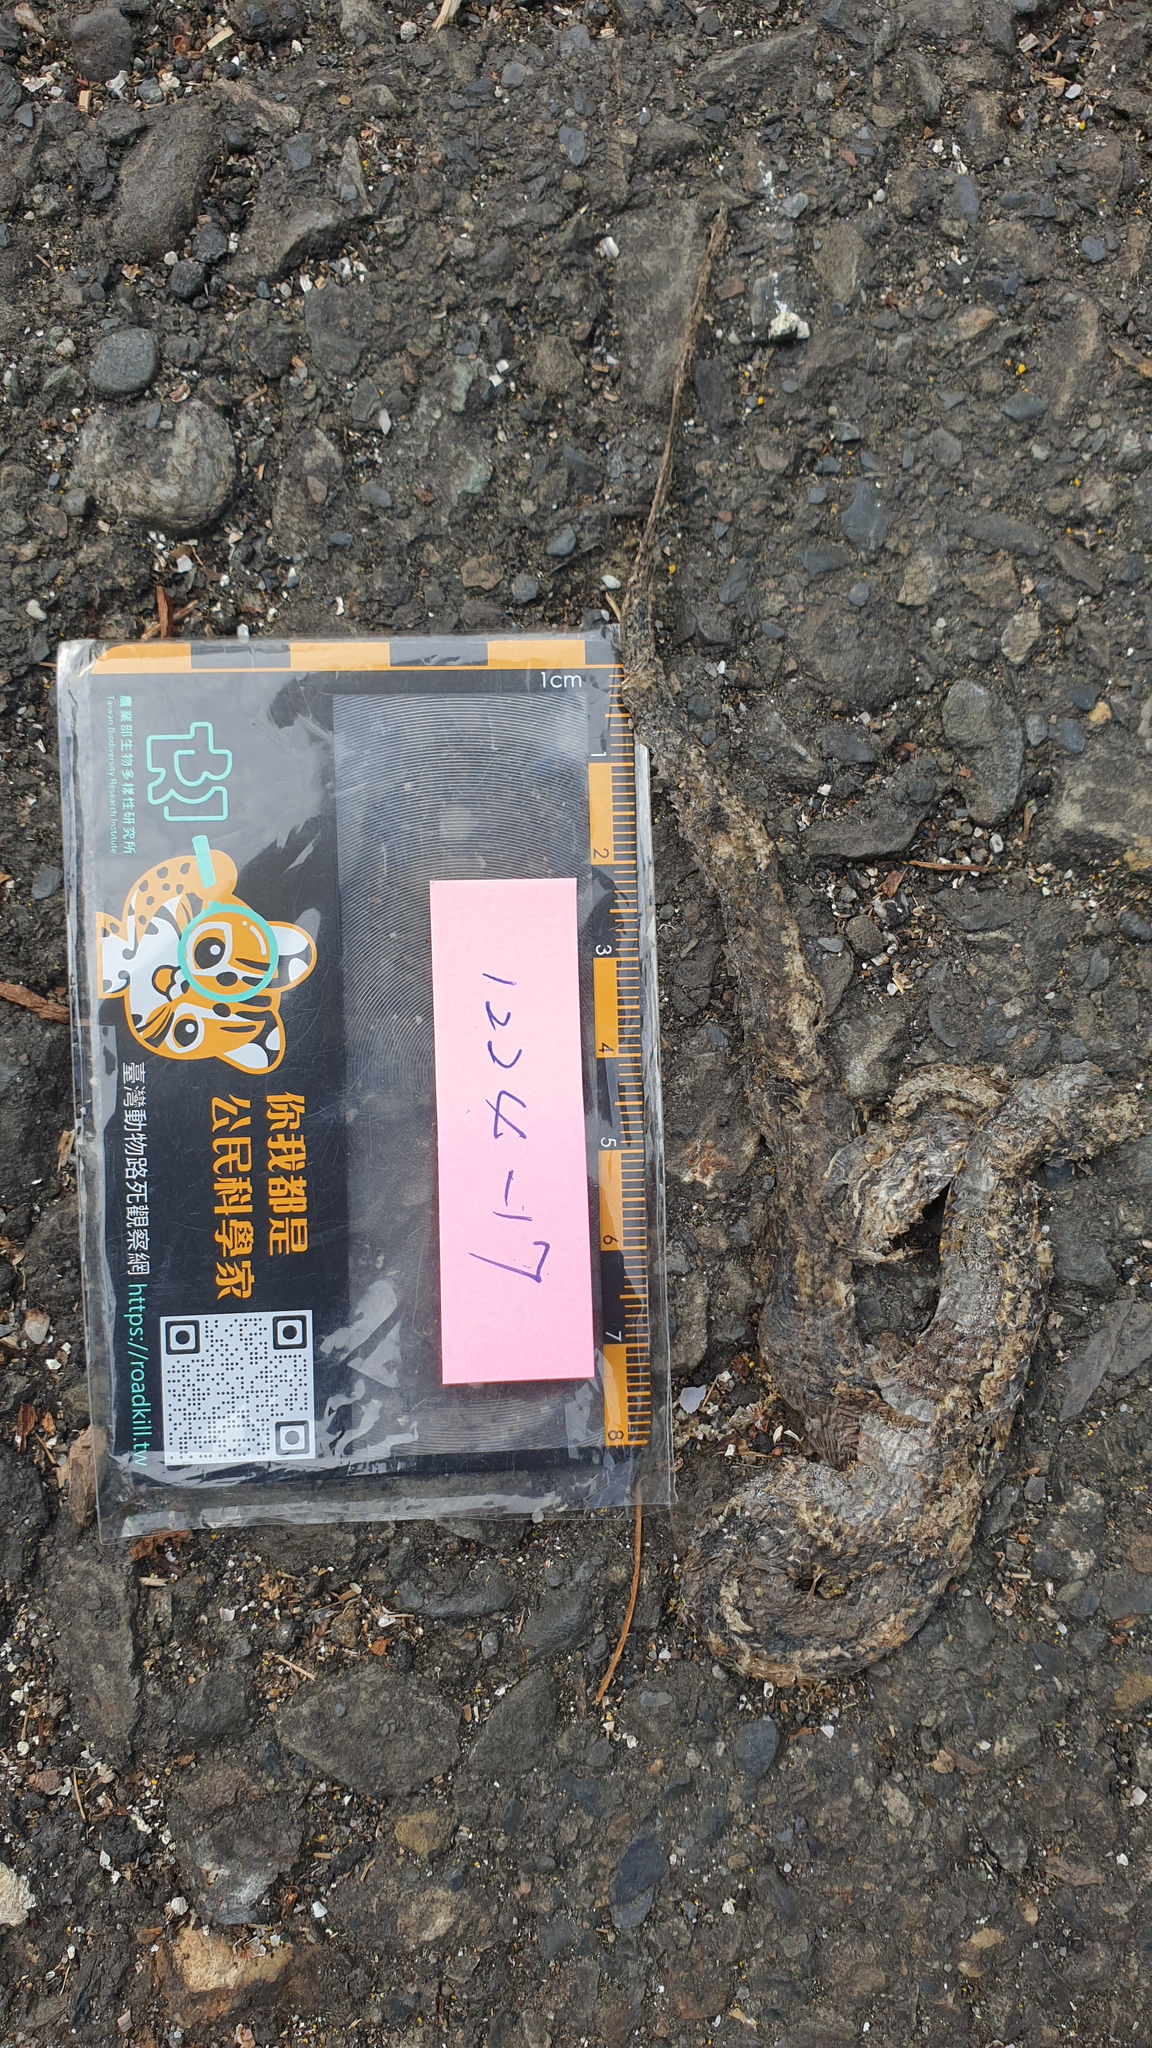 1cm
1
2
3
4
5
6
7
8
1224-17
你我都是
公民科學家
臺灣動物路死觀察網 https://roadkill.tw
TBRI
農業部生物多樣性研究所
Taiwan Biodiversity Research Institute